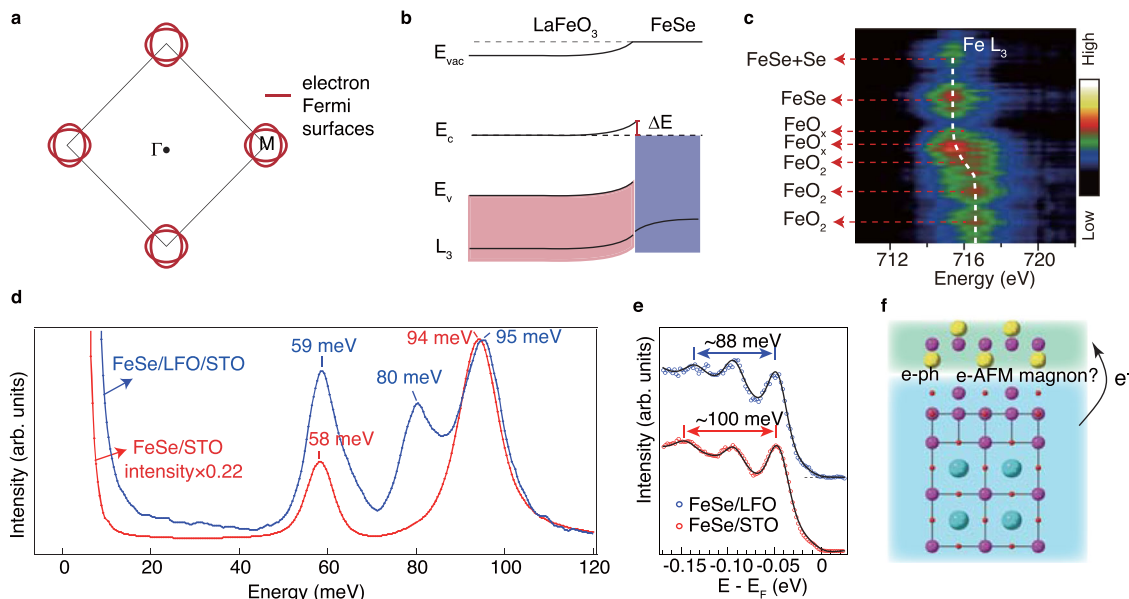 a
electron
Fermi
surfaces
Γ
M
b
LaFeO₃
FeSe
E_vac
E_c
ΔE
E_v
L₃
c
FeSe+Se
FeSe
FeOₓ
FeOₓ
FeO₂
FeO₂
FeO₂
Fe L₃
High
Low
712
716
720
Energy (eV)
d
Intensity (arb. units)
FeSe/LFO/STO
FeSe/STO
intensity×0.22
59 meV
58 meV
80 meV
94 meV
95 meV
0
20
40
60
80
100
120
Energy (meV)
e
Intensity (arb. units)
~88 meV
~100 meV
FeSe/LFO
FeSe/STO
-0.15
-0.10
-0.05
0
E - E_F (eV)
f
e-ph
e-AFM magnon?
e⁻